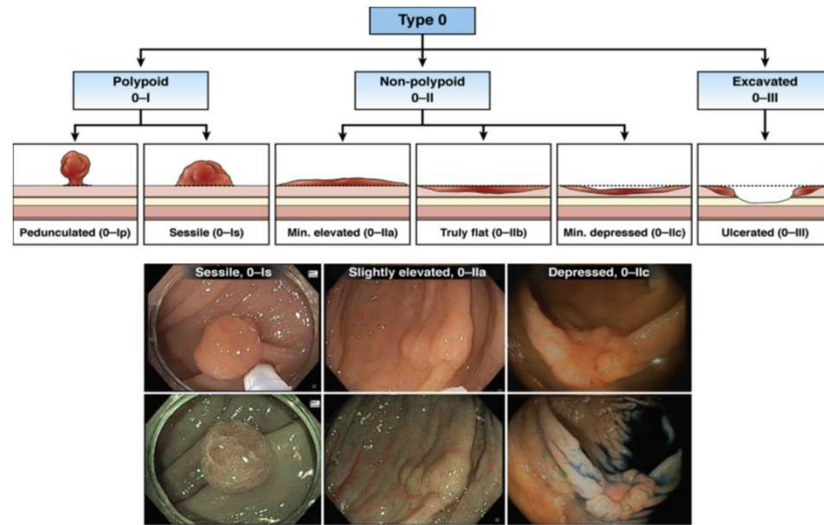 Type 0
Polypoid
0–I
Non-polypoid
0–II
Excavated
0–III
Pedunculated (0–Ip)
Sessile (0–Is)
Min. elevated (0–IIa)
Truly flat (0–IIb)
Min. depressed (0–IIc)
Ulcerated (0–III)
Sessile, 0–Is
Slightly elevated, 0–IIa
Depressed, 0–IIc